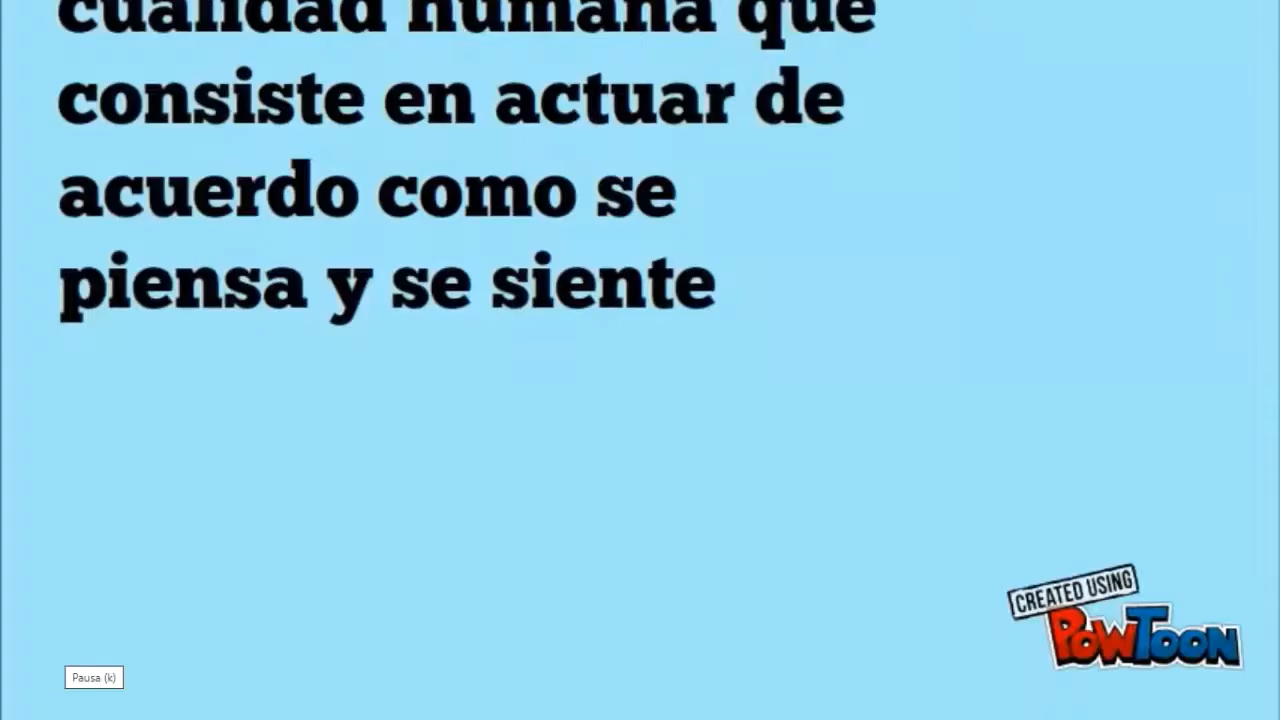 cualidad humana que
consiste en actuar de
acuerdo como se
piensa y se siente
CREATED USING
POWTOON
Pausa (k)